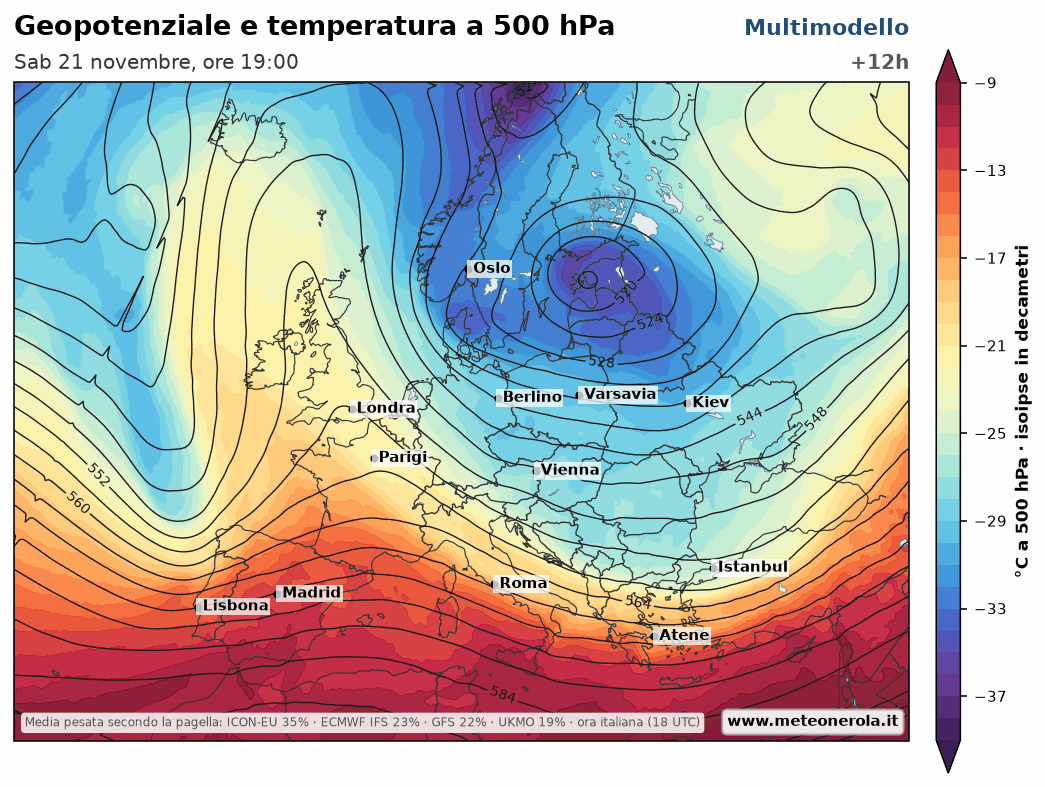 Geopotenziale e temperatura a 500 hPa
Multimodello
Sab 21 novembre, ore 19:00
+12h
−9
−13
−17
−21
−25
−29
−33
−37
°C a 500 hPa · isoipse in decametri
Oslo
520
524
528
Berlino
Varsavia
Kiev
Londra
544
548
Parigi
Vienna
552
560
Istanbul
Roma
Madrid
Lisbona
564
Atene
584
Media pesata secondo la pagella: ICON-EU 35% · ECMWF IFS 23% · GFS 22% · UKMO 19% · ora italiana (18 UTC)
www.meteonerola.it